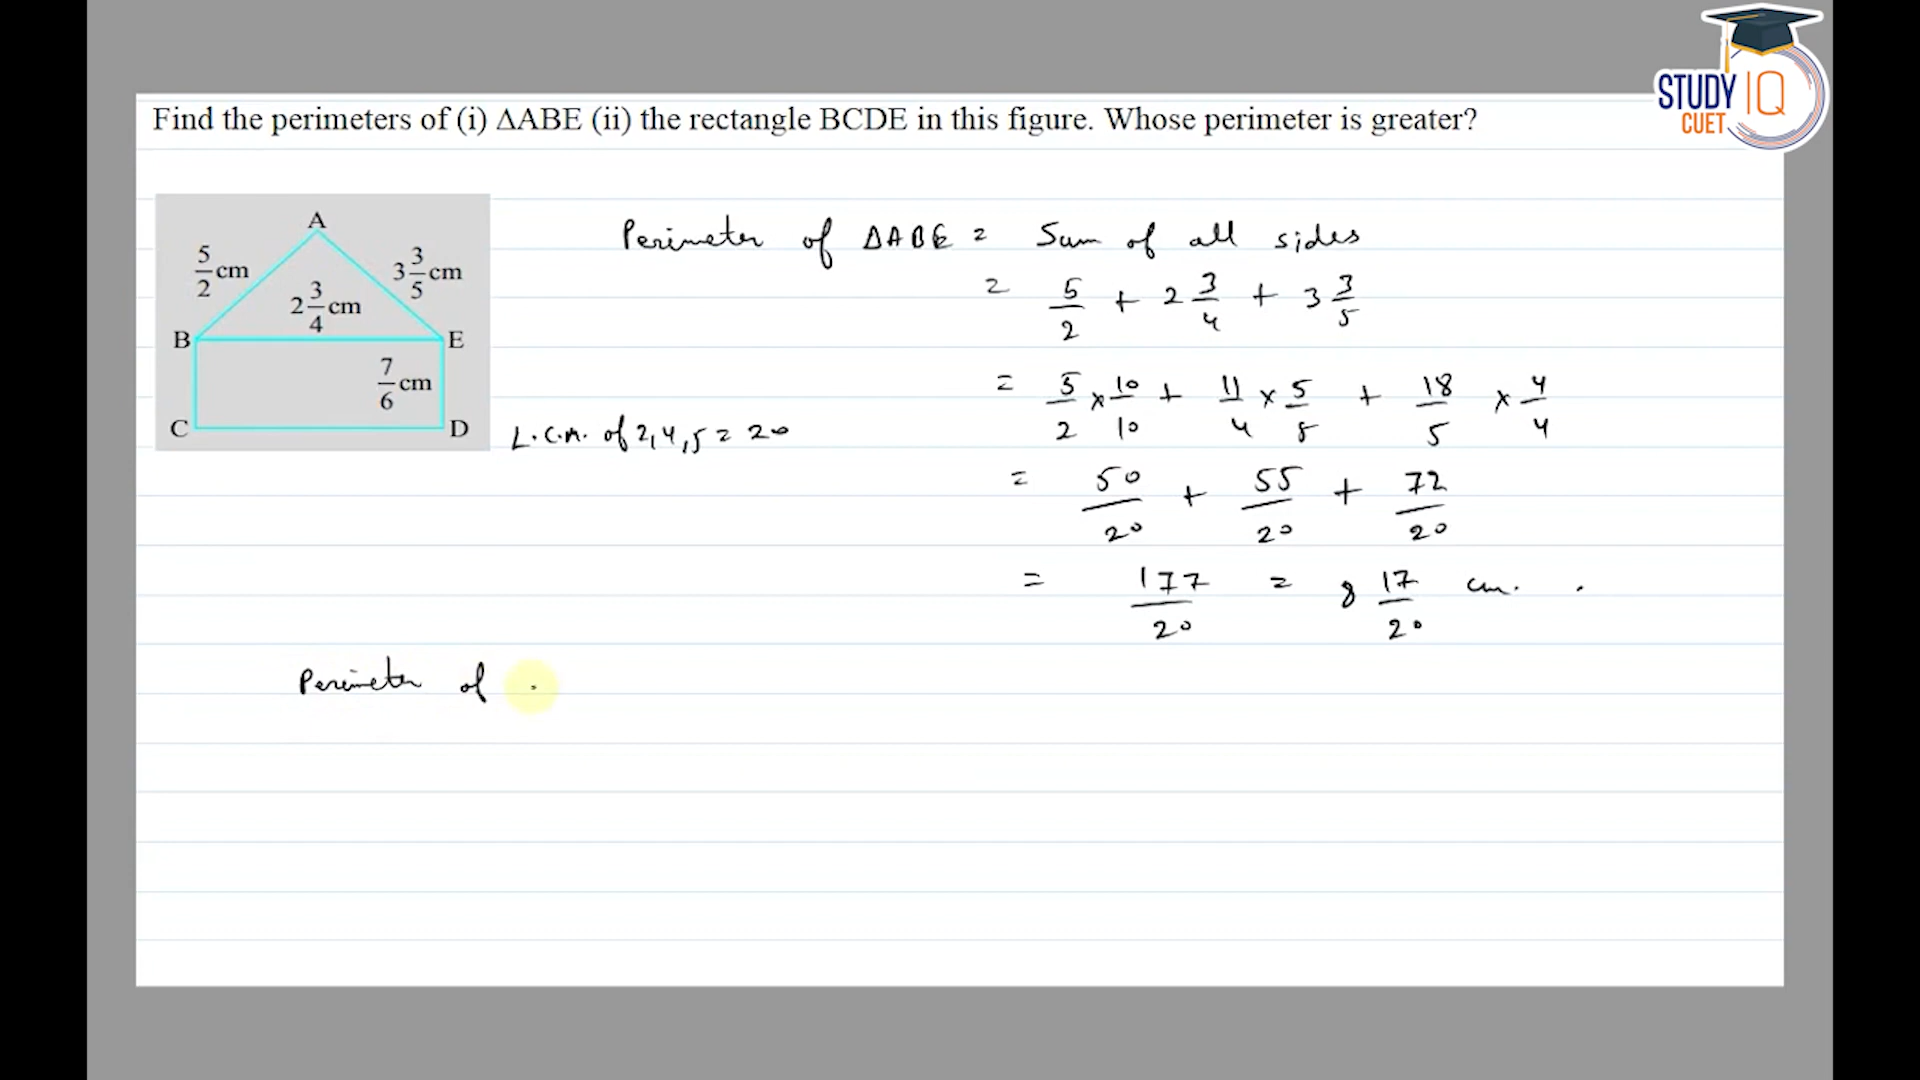 STUDY IQ
CUET
Find the perimeters of (i) ΔABE (ii) the rectangle BCDE in this figure. Whose perimeter is greater?
A
5/2 cm
3 3/5 cm
2 3/4 cm
B
E
7/6 cm
C
D
L.C.M. of 2,4,5 = 20
Perimeter of ΔABE = Sum of all sides
= 5/2 + 2 3/4 + 3 3/5
= 5/2 × 10/10 + 11/4 × 5/5 + 18/5 × 4/4
= 50/20 + 55/20 + 72/20
= 177/20 = 8 17/20 cm.
Perimeter of